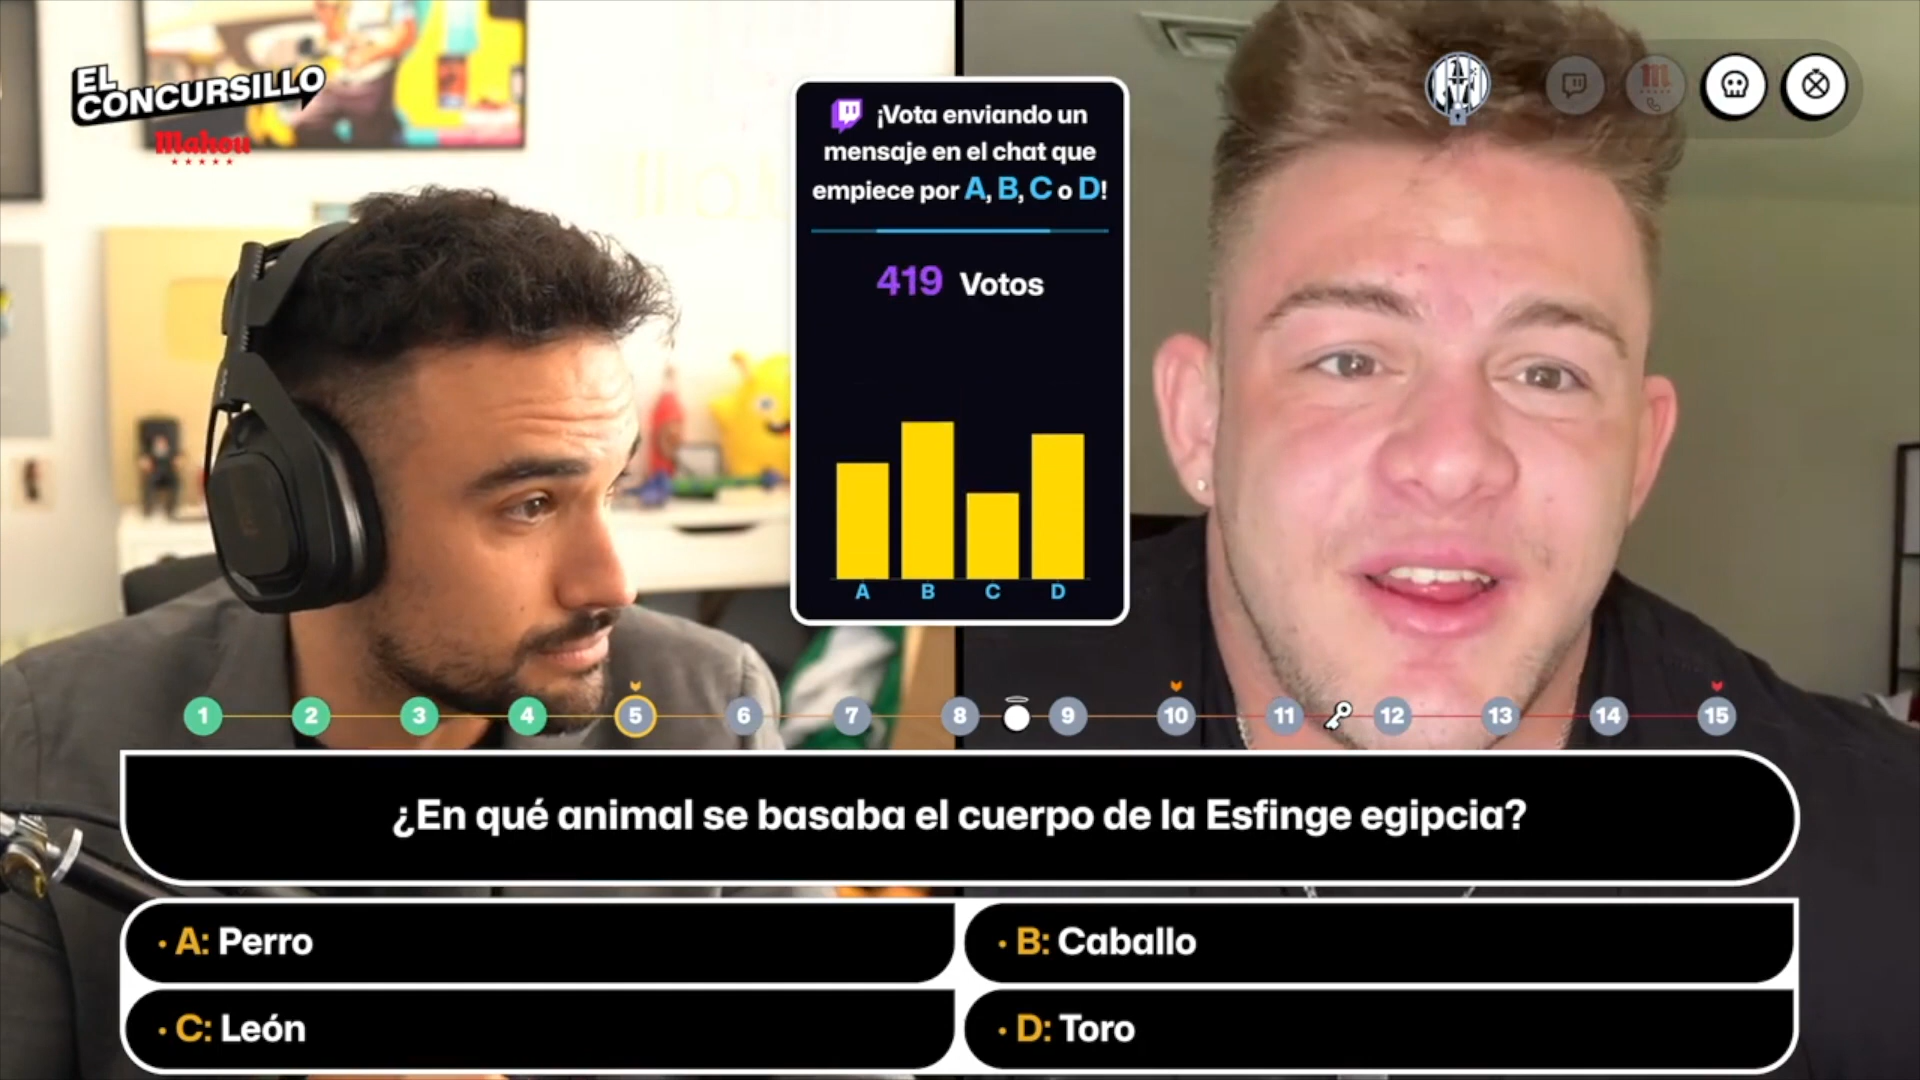 EL
CONCURSILLO
Mahou
¡Vota enviando un
mensaje en el chat que
empiece por A, B, C o D!
419 Votos
A B C D
1 2 3 4 5 6 7 8 9 10 11 12 13 14 15
¿En qué animal se basaba el cuerpo de la Esfinge egipcia?
· A: Perro
· B: Caballo
· C: León
· D: Toro